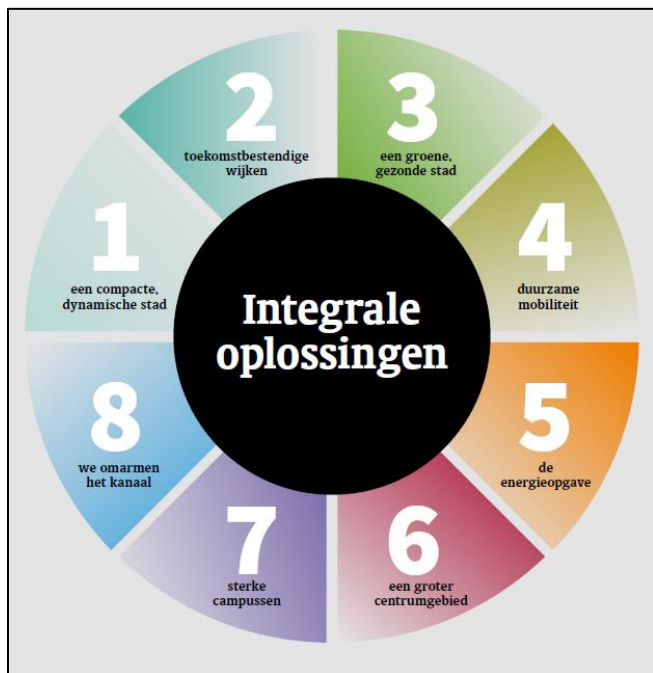 Integrale
oplossingen
1
een compacte,
dynamische stad
2
toekomstbestendige
wijken
3
een groene,
gezonde stad
4
duurzame
mobiliteit
5
de
energieopgave
6
een groter
centrumgebied
7
sterke
campussen
8
we omarmen
het kanaal